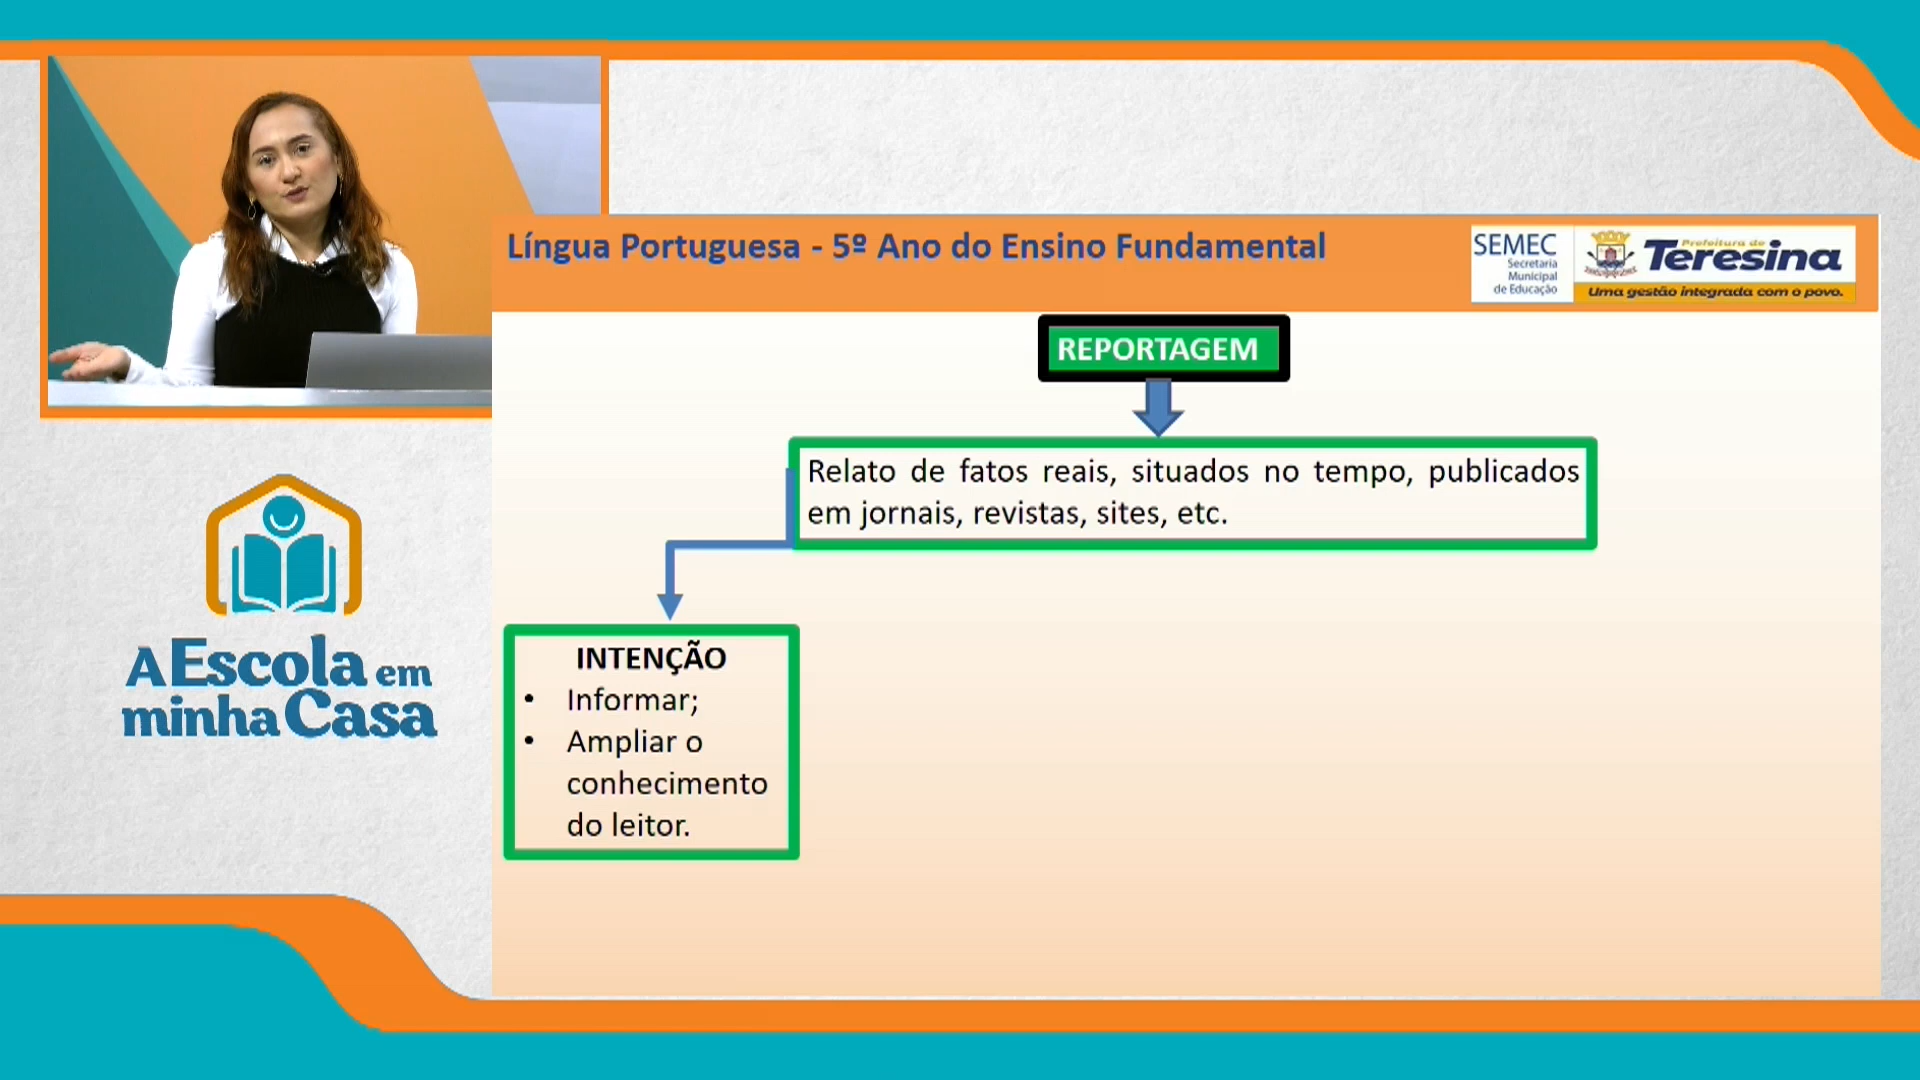 Língua Portuguesa - 5º Ano do Ensino Fundamental
SEMEC
Secretaria
Municipal
de Educação
Prefeitura de
Teresina
Uma gestão integrada com o povo.
REPORTAGEM
Relato de fatos reais, situados no tempo, publicados
em jornais, revistas, sites, etc.
INTENÇÃO
• Informar;
• Ampliar o
conhecimento
do leitor.
A Escola em
minha Casa